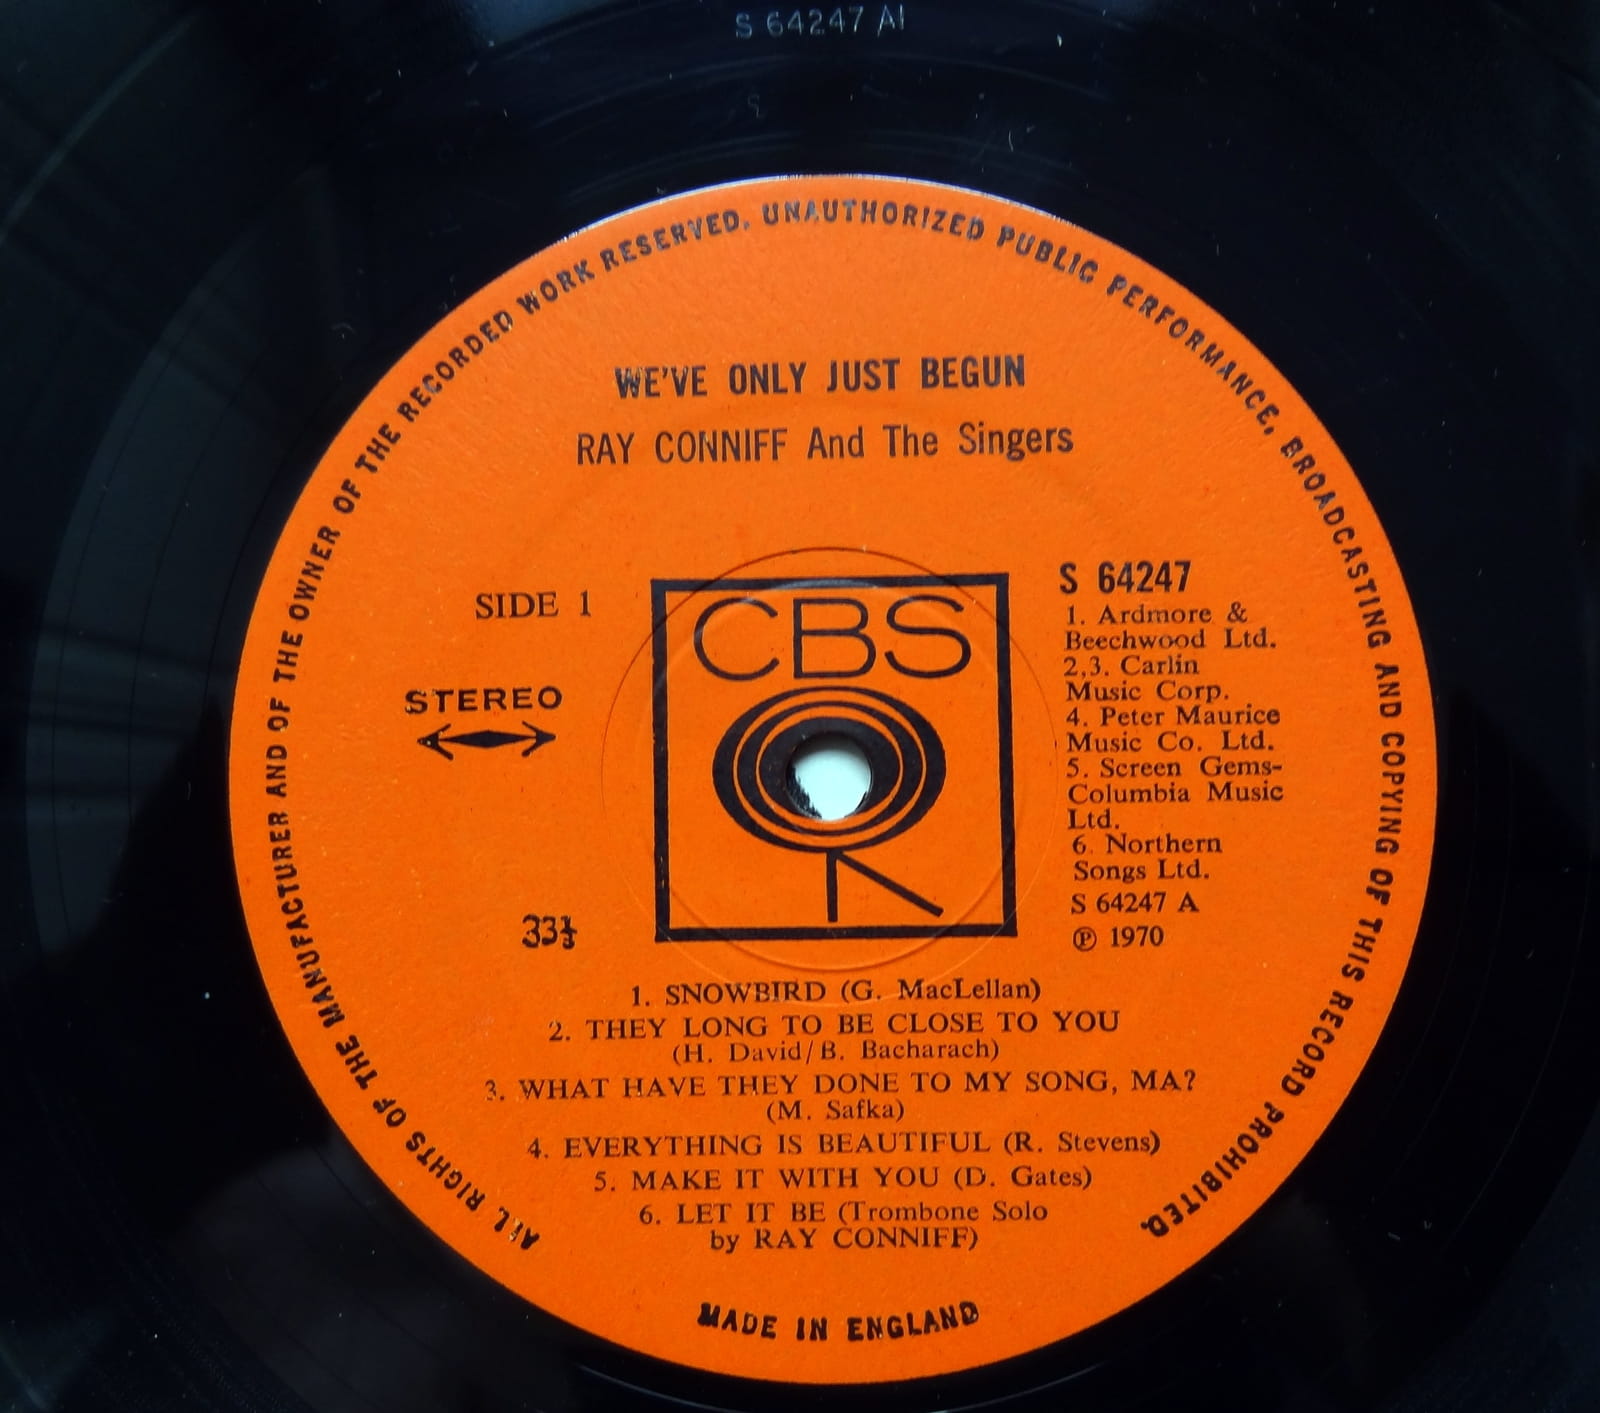 S 64247 A1
ALL RIGHTS OF THE MANUFACTURER AND OF THE OWNER OF THE RECORDED WORK RESERVED. UNAUTHORIZED PUBLIC PERFORMANCE, BROADCASTING AND COPYING OF THIS RECORD PROHIBITED.
WE'VE ONLY JUST BEGUN
RAY CONNIFF And The Singers
SIDE 1
STEREO
33⅓
CBS
S 64247
1. Ardmore &
Beechwood Ltd.
2,3. Carlin
Music Corp.
4. Peter Maurice
Music Co. Ltd.
5. Screen Gems-
Columbia Music
Ltd.
6. Northern
Songs Ltd.
S 64247 A
℗ 1970
1. SNOWBIRD (G. MacLellan)
2. THEY LONG TO BE CLOSE TO YOU
(H. David/B. Bacharach)
3. WHAT HAVE THEY DONE TO MY SONG, MA?
(M. Safka)
4. EVERYTHING IS BEAUTIFUL (R. Stevens)
5. MAKE IT WITH YOU (D. Gates)
6. LET IT BE (Trombone Solo
by RAY CONNIFF)
MADE IN ENGLAND